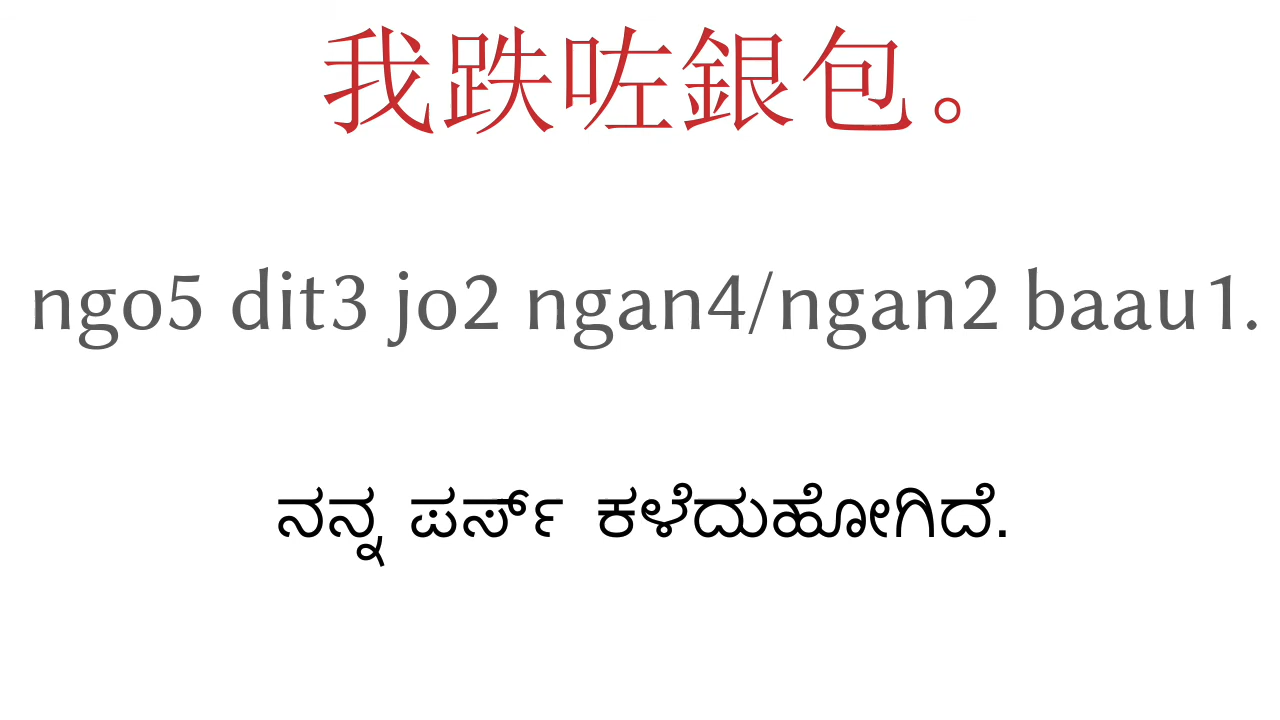 我跌咗銀包。
ngo5 dit3 jo2 ngan4/ngan2 baau1.
ನನ್ನ ಪರ್ಸ್ ಕಳೆದುಹೋಗಿದೆ.